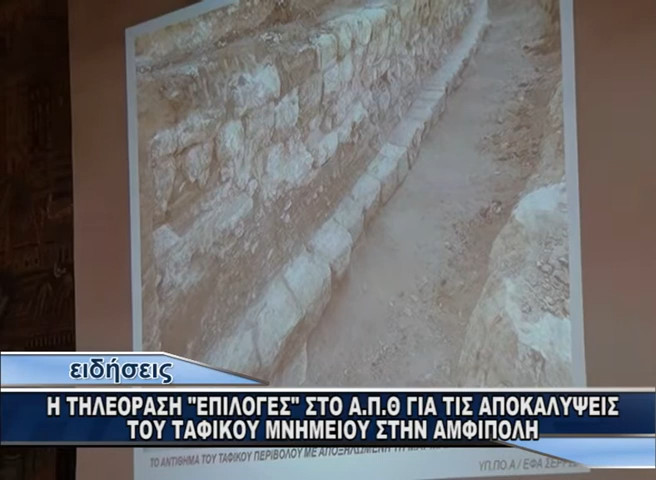 ειδήσεις
Η ΤΗΛΕΟΡΑΣΗ "ΕΠΙΛΟΓΕΣ" ΣΤΟ Α.Π.Θ ΓΙΑ ΤΙΣ ΑΠΟΚΑΛΥΨΕΙΣ
ΤΟΥ ΤΑΦΙΚΟΥ ΜΝΗΜΕΙΟΥ ΣΤΗΝ ΑΜΦΙΠΟΛΗ
ΤΟ ΑΝΤΙΘΗΜΑ ΤΟΥ ΤΑΦΙΚΟΥ ΠΕΡΙΒΟΛΟΥ ΜΕ
ΥΠ.ΠΟ.Α / ΕΦΑ